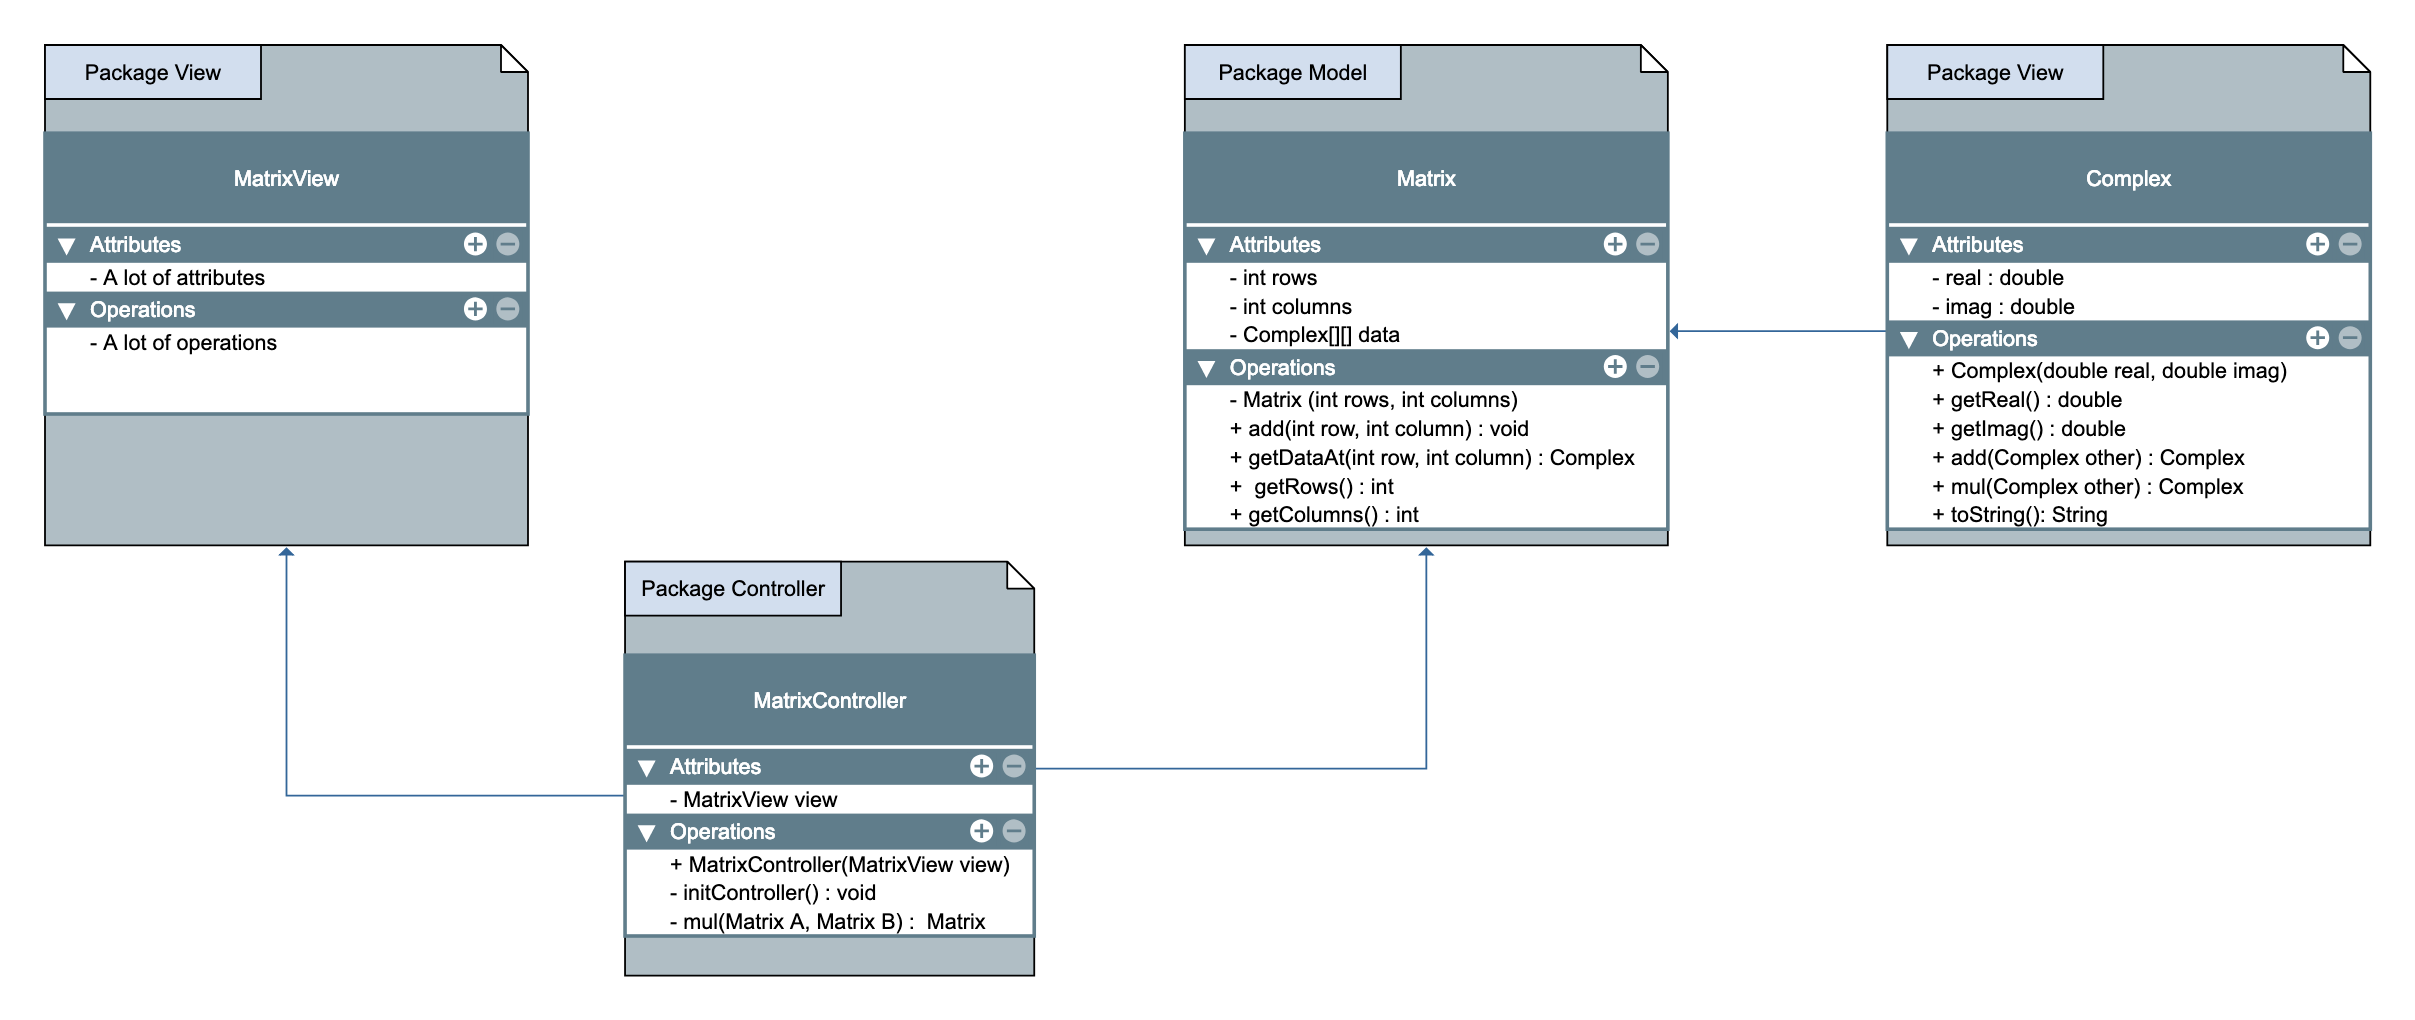 Package View
MatrixView
Attributes
- A lot of attributes
Operations
- A lot of operations
Package Controller
MatrixController
Attributes
- MatrixView view
Operations
+ MatrixController(MatrixView view)
- initController() : void
- mul(Matrix A, Matrix B) :  Matrix
Package Model
Matrix
Attributes
- int rows
- int columns
- Complex[][] data
Operations
- Matrix (int rows, int columns)
+ add(int row, int column) : void
+ getDataAt(int row, int column) : Complex
+  getRows() : int
+ getColumns() : int
Package View
Complex
Attributes
- real : double
- imag : double
Operations
+ Complex(double real, double imag)
+ getReal() : double
+ getImag() : double
+ add(Complex other) : Complex
+ mul(Complex other) : Complex
+ toString(): String